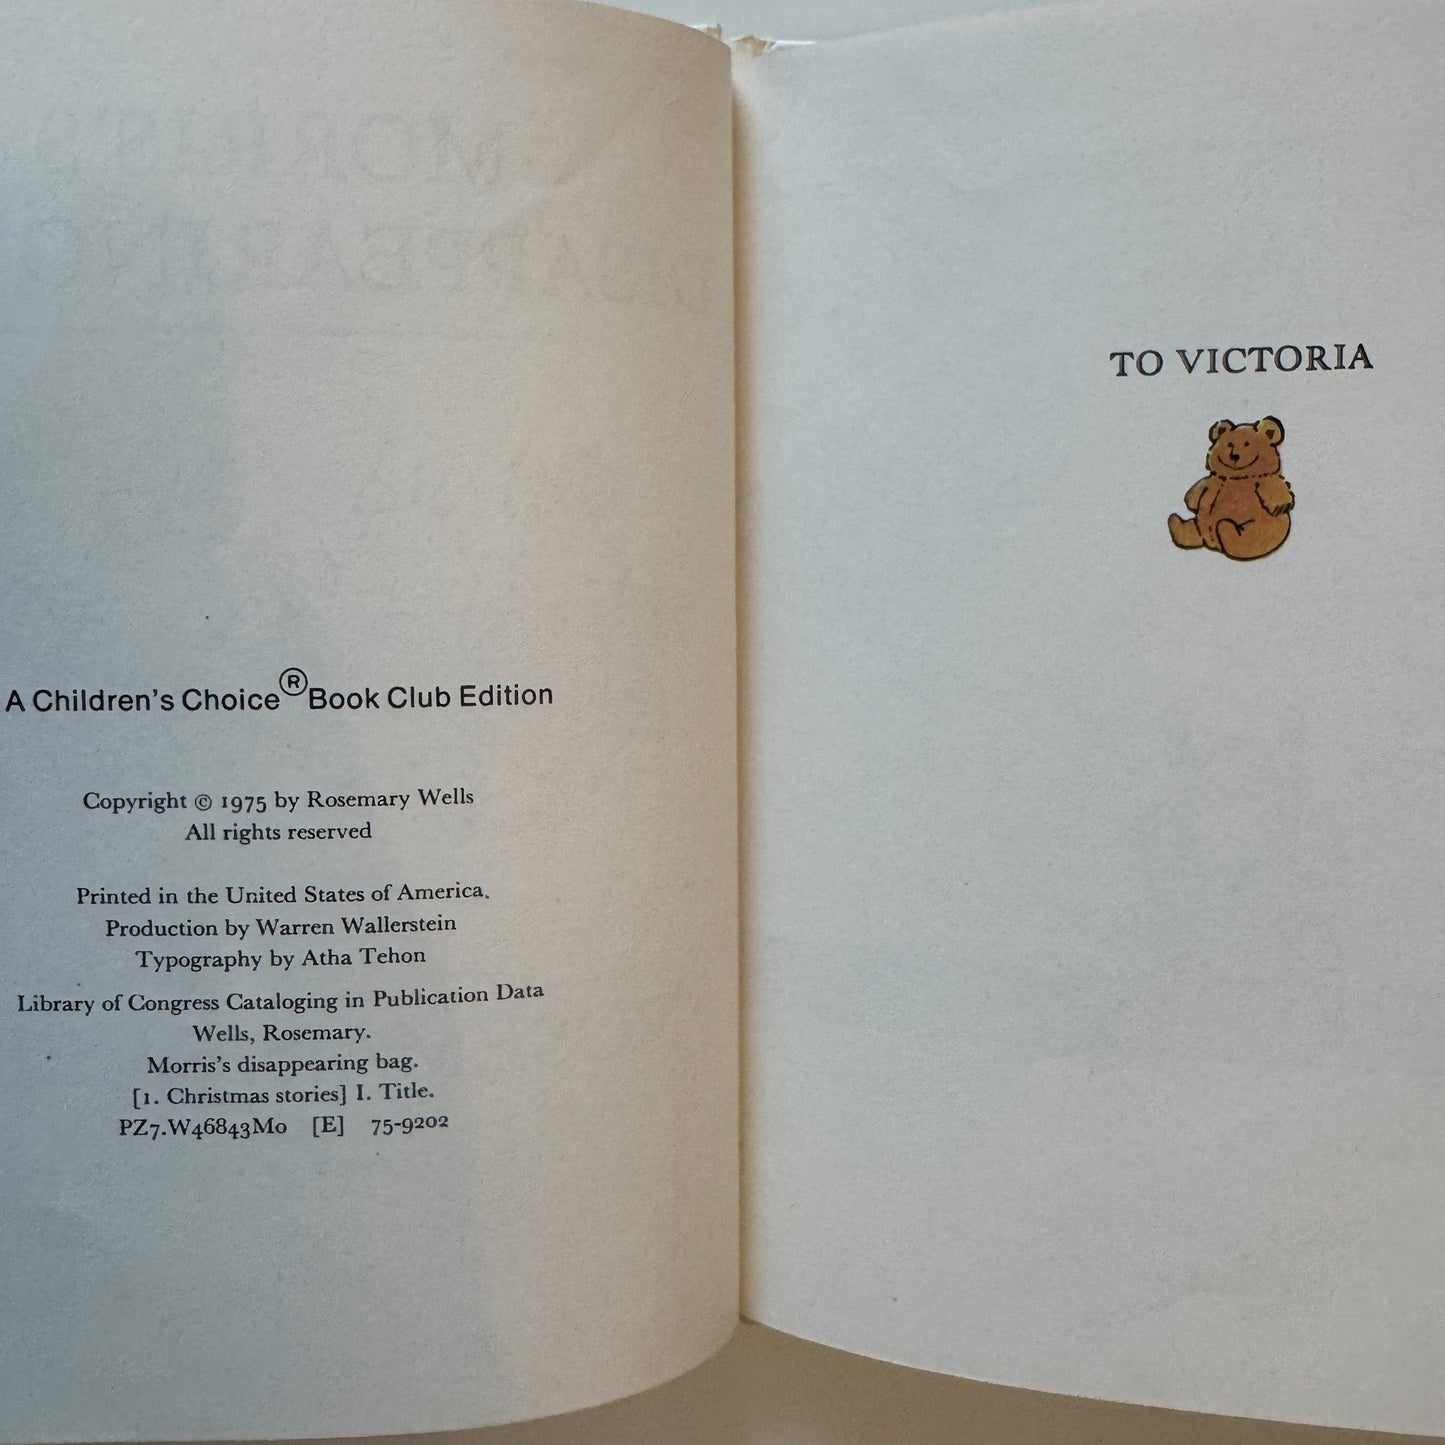 A Children's Choice® Book Club Edition
Copyright © 1975 by Rosemary Wells
All rights reserved
Printed in the United States of America.
Production by Warren Wallerstein
Typography by Atha Tehon
Library of Congress Cataloging in Publication Data
Wells, Rosemary.
Morris's disappearing bag.
[1. Christmas stories] I. Title.
PZ7.W46843Mo [E] 75-9202
TO VICTORIA